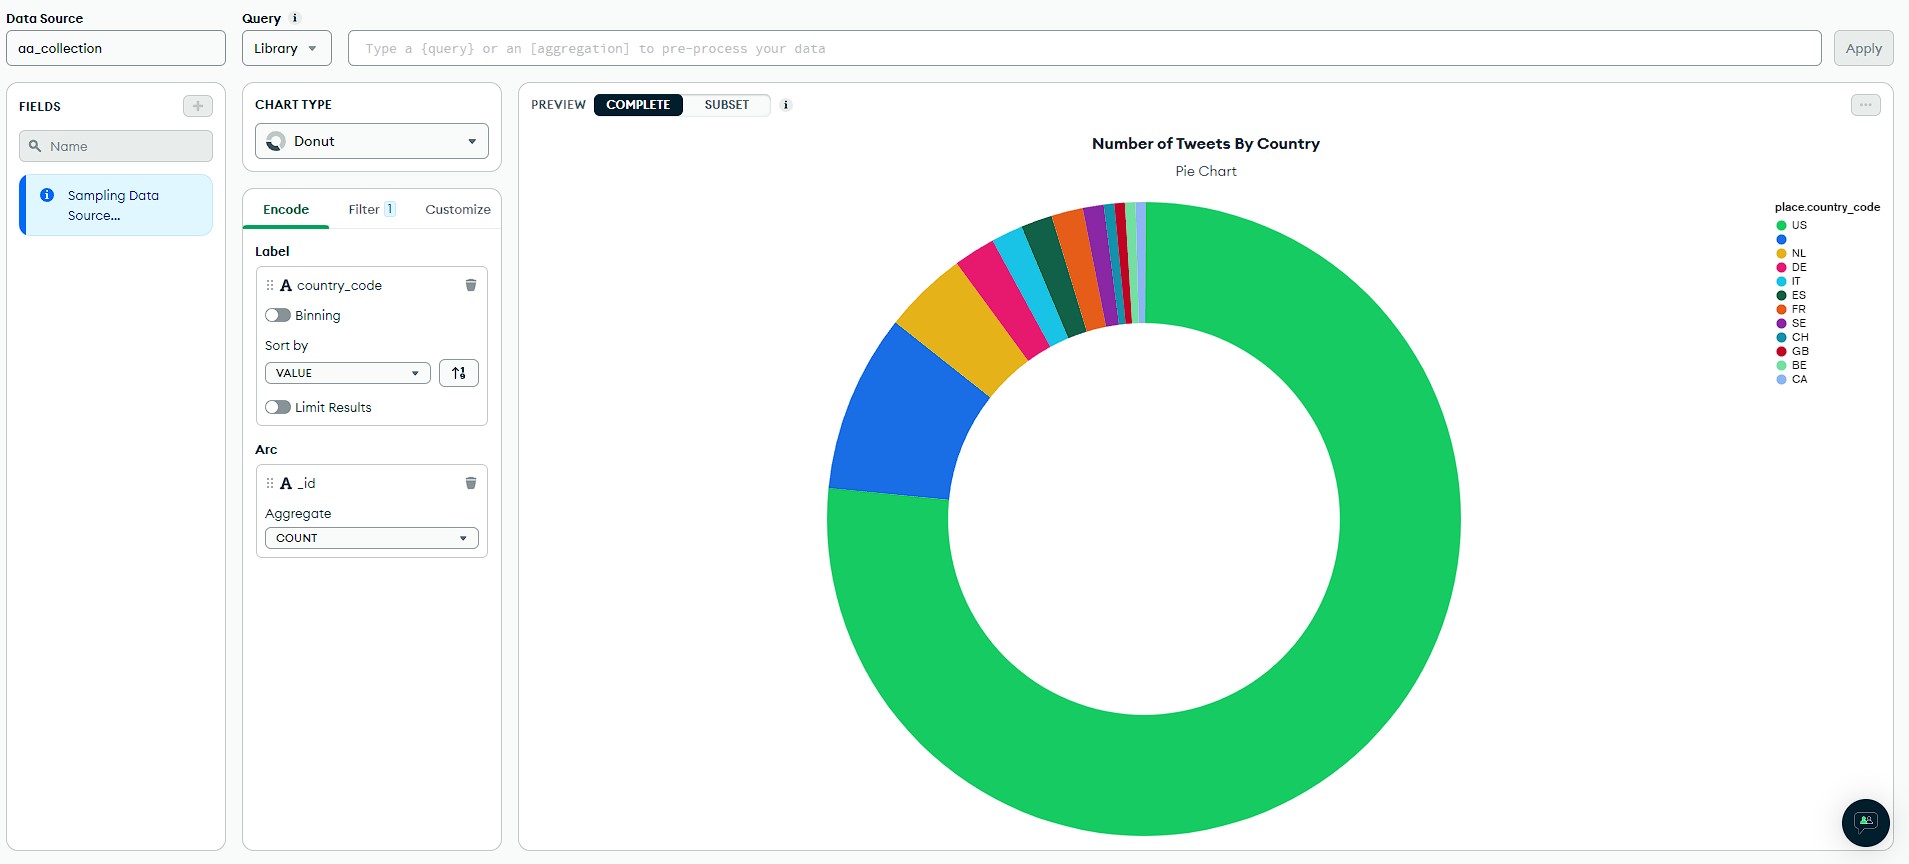 Data Source
Query i
aa_collection
Library
Type a {query} or an [aggregation] to pre-process your data
Apply
FIELDS
Name
Sampling Data
Source...
CHART TYPE
Donut
Encode
Filter 1
Customize
Label
A country_code
Binning
Sort by
VALUE
Limit Results
Arc
A _id
Aggregate
COUNT
PREVIEW
COMPLETE
SUBSET
i
Number of Tweets By Country
Pie Chart
place.country_code
US
NL
DE
IT
ES
FR
SE
CH
GB
BE
CA